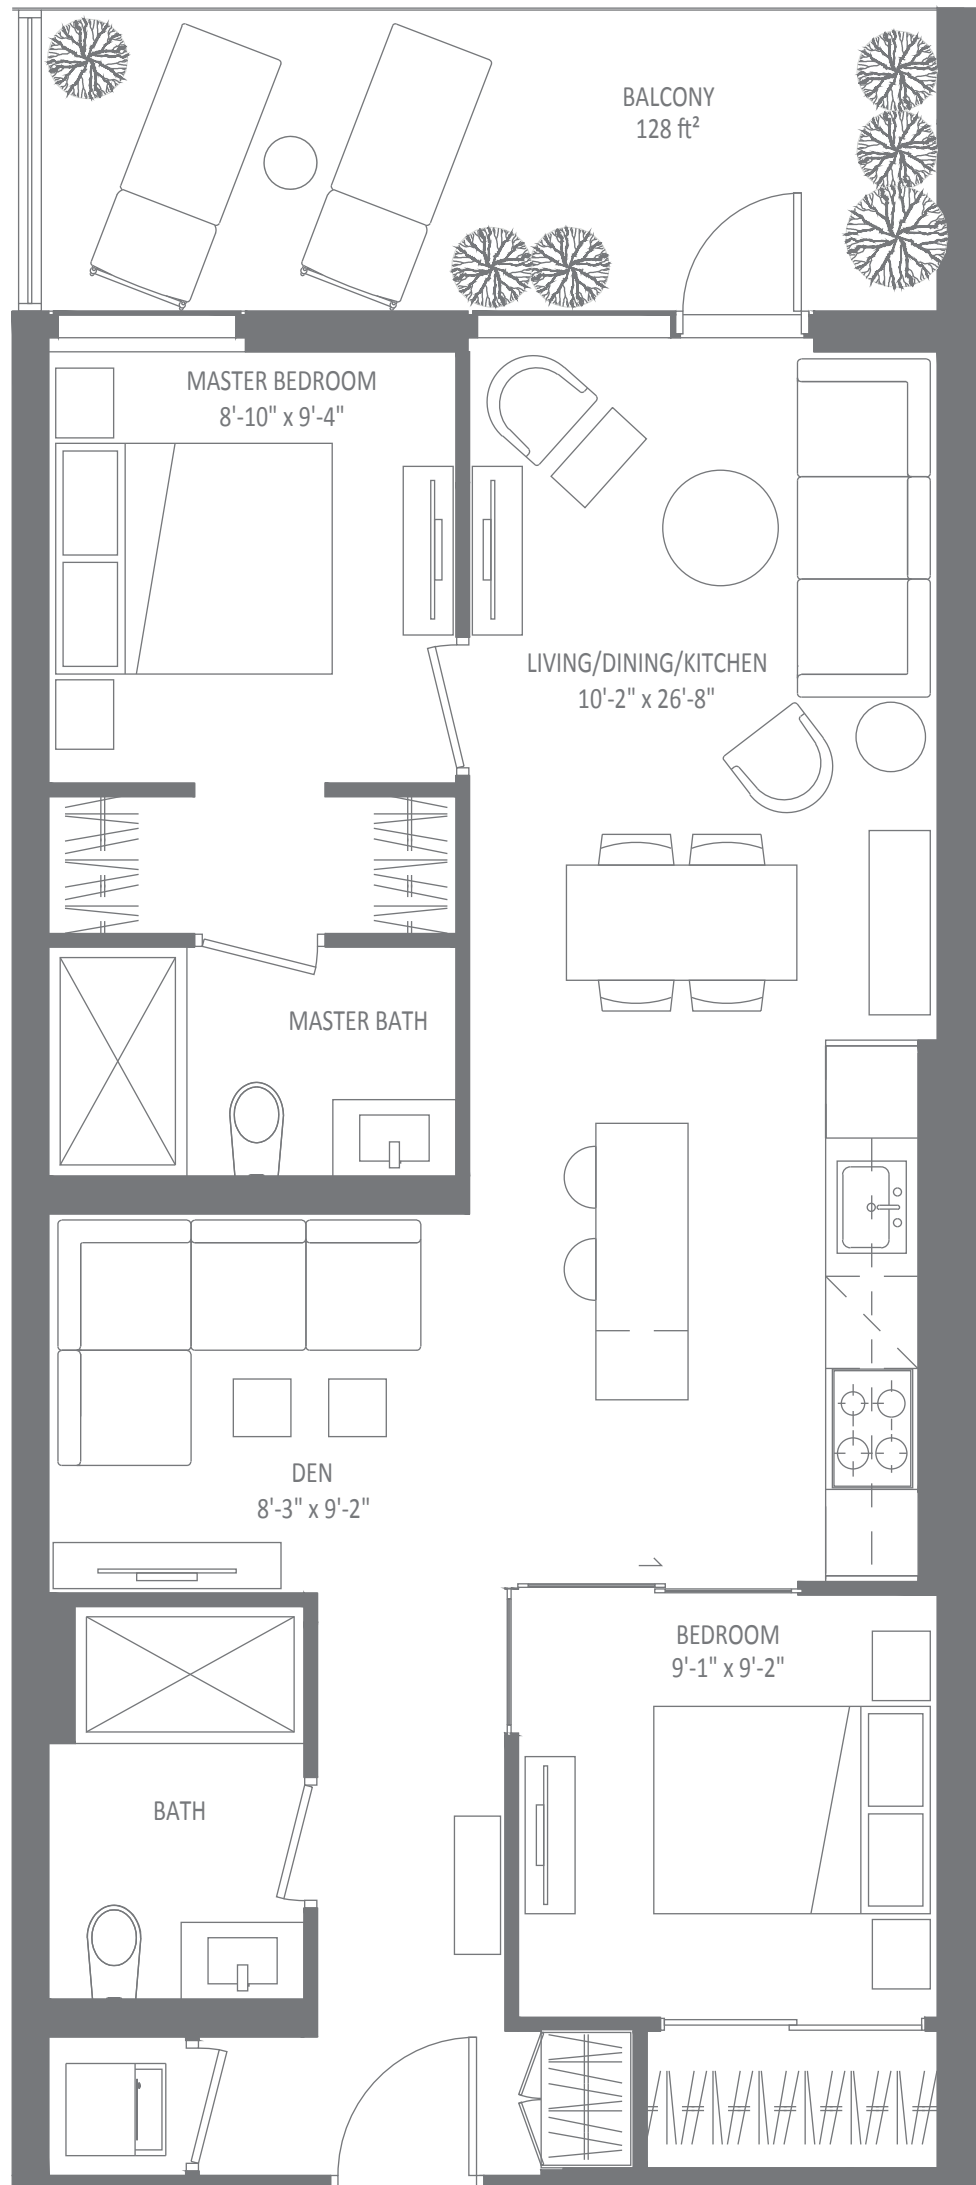 BALCONY
128 ft²
MASTER BEDROOM
8'-10" x 9'-4"
LIVING/DINING/KITCHEN
10'-2" x 26'-8"
MASTER BATH
DEN
8'-3" x 9'-2"
BEDROOM
9'-1" x 9'-2"
BATH